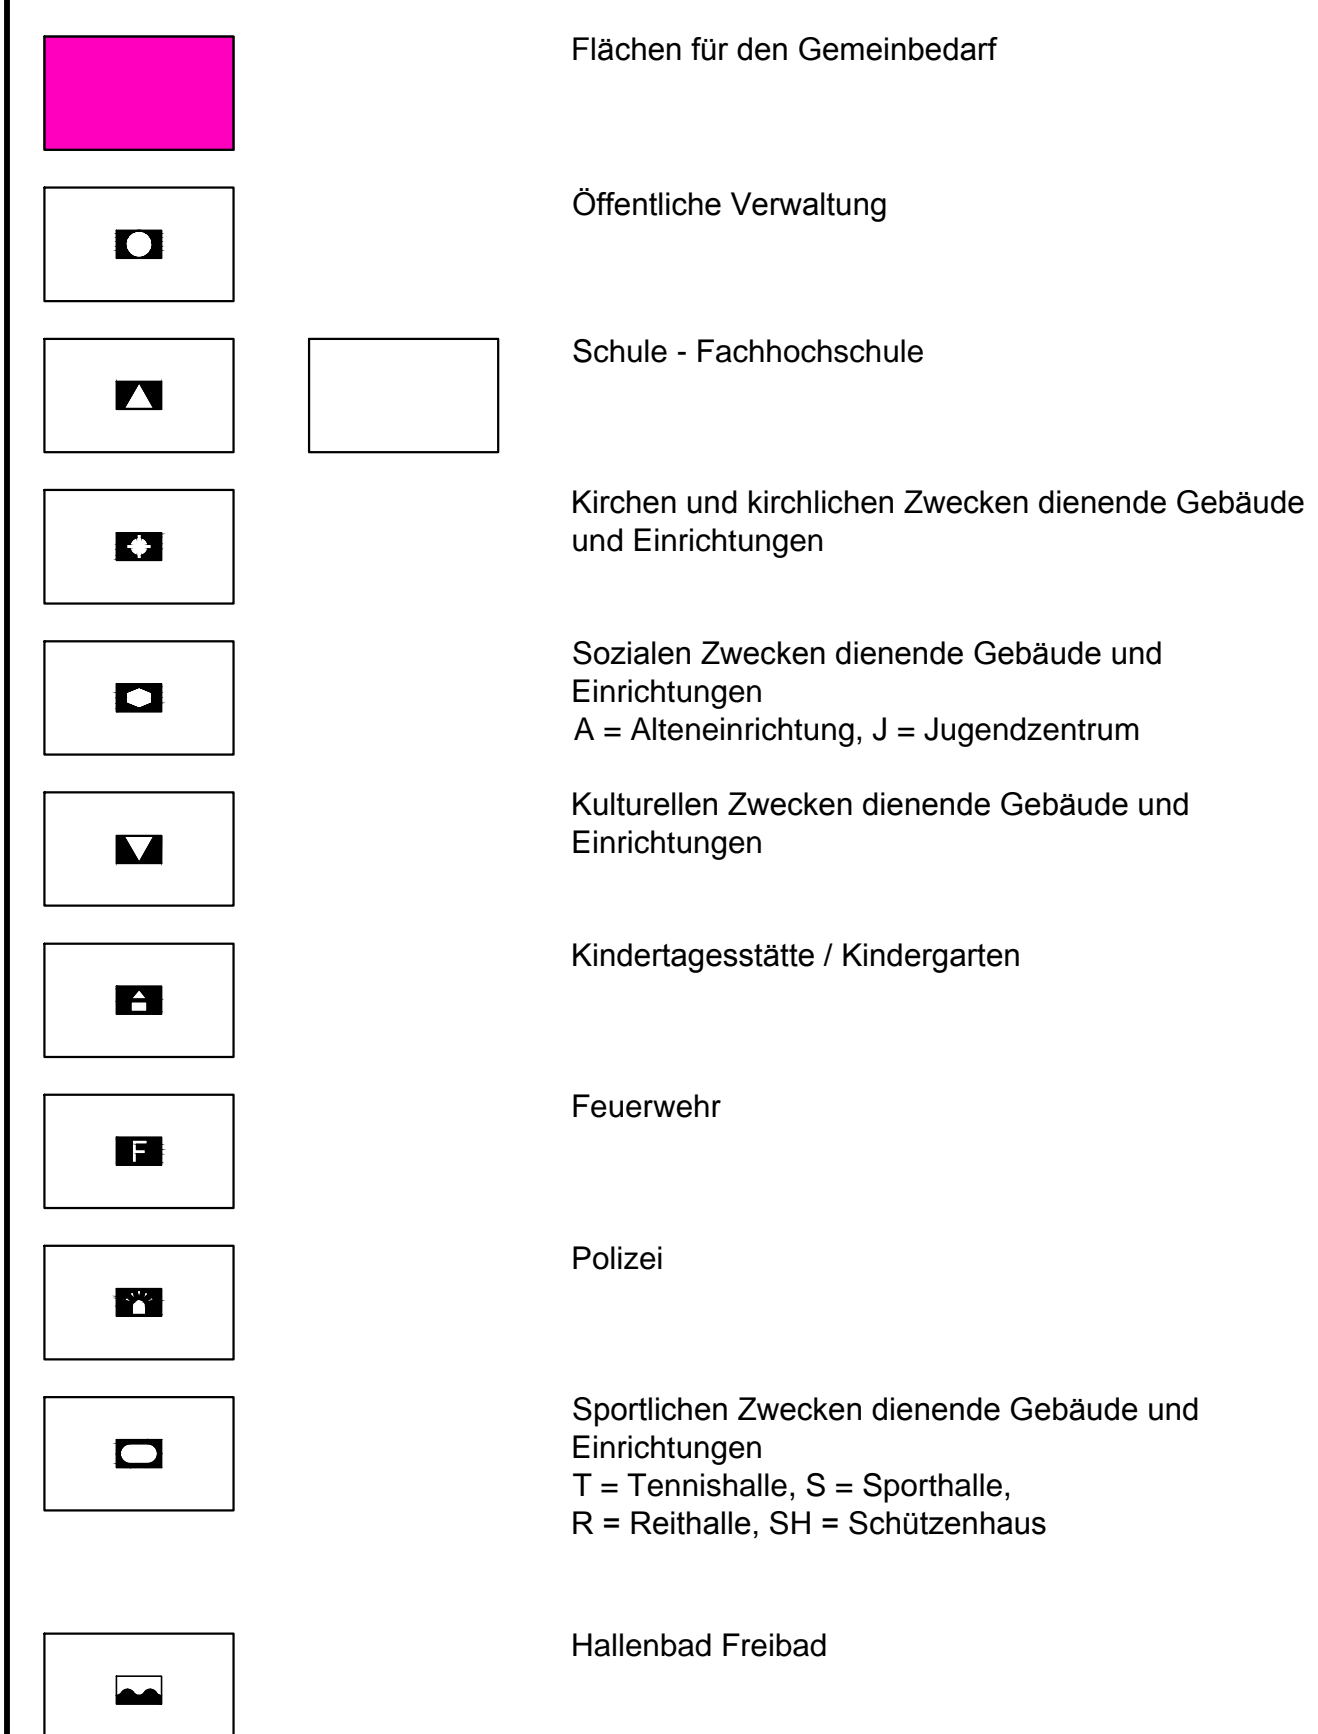 Flächen für den Gemeinbedarf
Öffentliche Verwaltung
Schule - Fachhochschule
Kirchen und kirchlichen Zwecken dienende Gebäude
und Einrichtungen
Sozialen Zwecken dienende Gebäude und
Einrichtungen
A = Alteneinrichtung, J = Jugendzentrum
Kulturellen Zwecken dienende Gebäude und
Einrichtungen
Kindertagesstätte / Kindergarten
F
Feuerwehr
Polizei
Sportlichen Zwecken dienende Gebäude und
Einrichtungen
T = Tennishalle, S = Sporthalle,
R = Reithalle, SH = Schützenhaus
Hallenbad Freibad